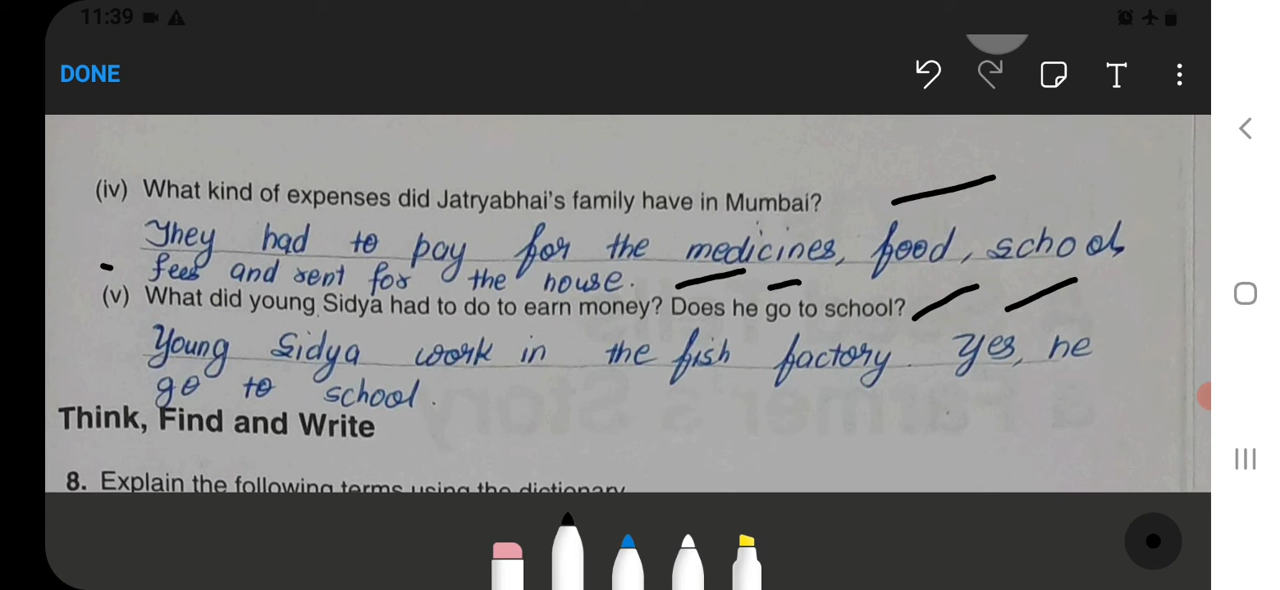 11:39
DONE
T
(iv) What kind of expenses did Jatryabhai's family have in Mumbai?
They had to pay for the medicines, food, school
fees and rent for the house.
(v) What did young Sidya had to do to earn money? Does he go to school?
Young Sidya work in the fish factory. Yes, he
go to school.
Think, Find and Write
8. Explain the following terms using the dictionary